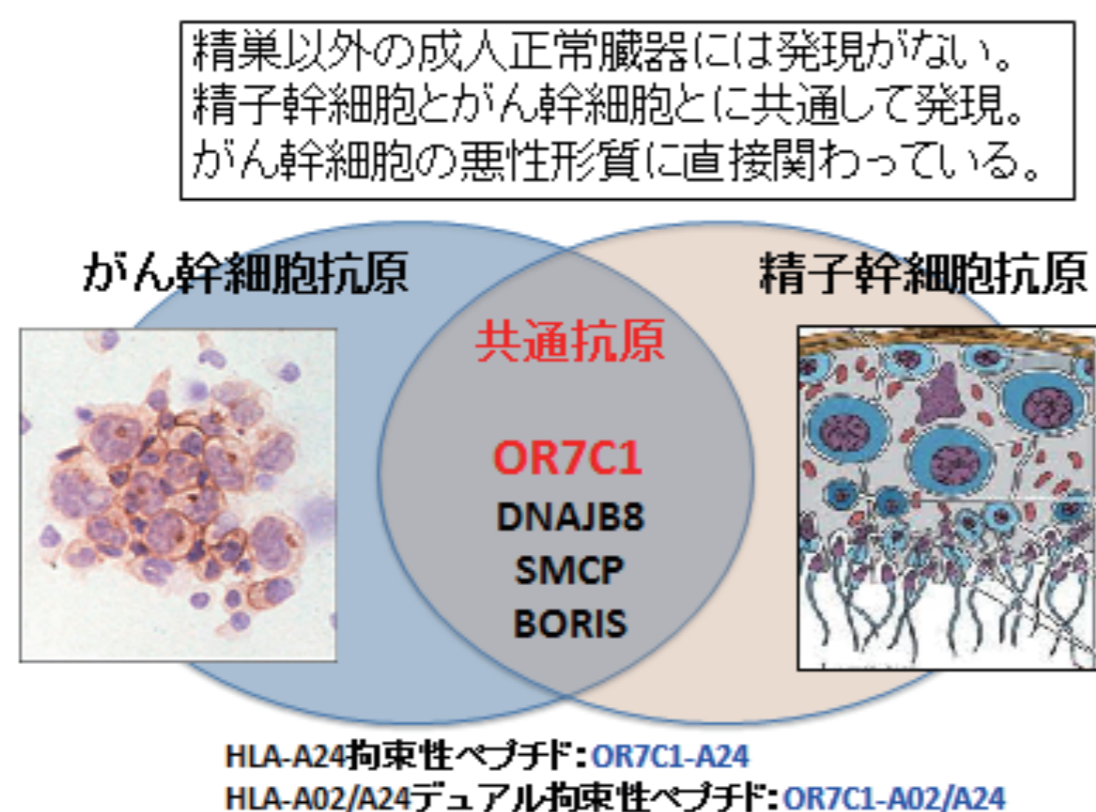 精巣以外の成人正常臓器には発現がない。
精子幹細胞とがん幹細胞とに共通して発現。
がん幹細胞の悪性形質に直接関わっている。
がん幹細胞抗原
精子幹細胞抗原
共通抗原
OR7C1
DNAJB8
SMCP
BORIS
HLA-A24拘束性ペプチド：OR7C1-A24
HLA-A02/A24デュアル拘束性ペプチド：OR7C1-A02/A24